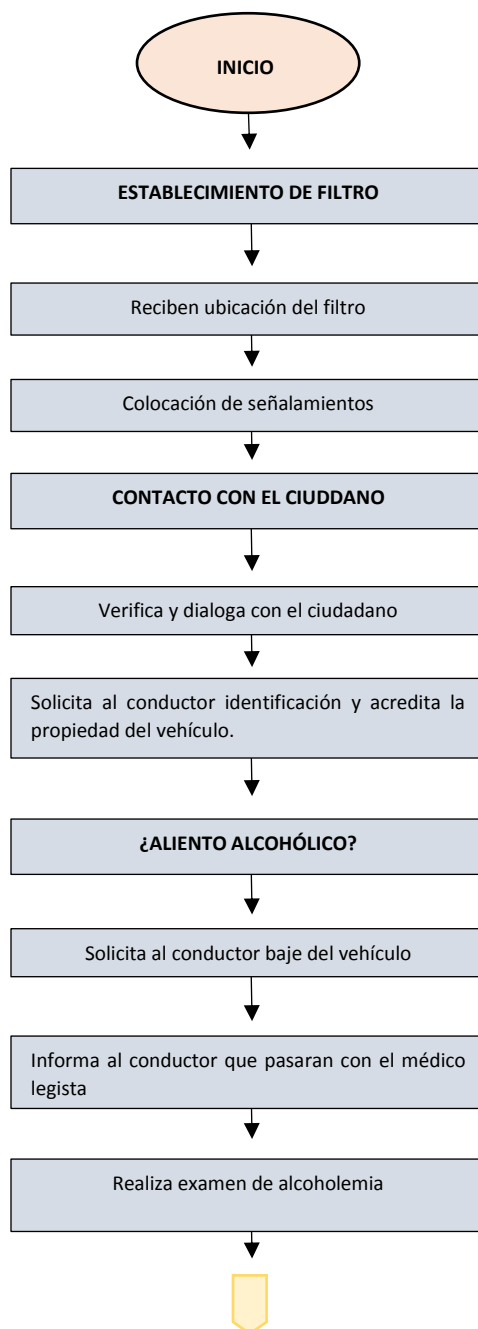 INICIO
ESTABLECIMIENTO DE FILTRO
Reciben ubicación del filtro
Colocación de señalamientos
CONTACTO CON EL CIUDDANO
Verifica y dialoga con el ciudadano
Solicita al conductor identificación y acredita la
propiedad del vehículo.
¿ALIENTO ALCOHÓLICO?
Solicita al conductor baje del vehículo
Informa al conductor que pasaran con el médico
legista
Realiza examen de alcoholemia